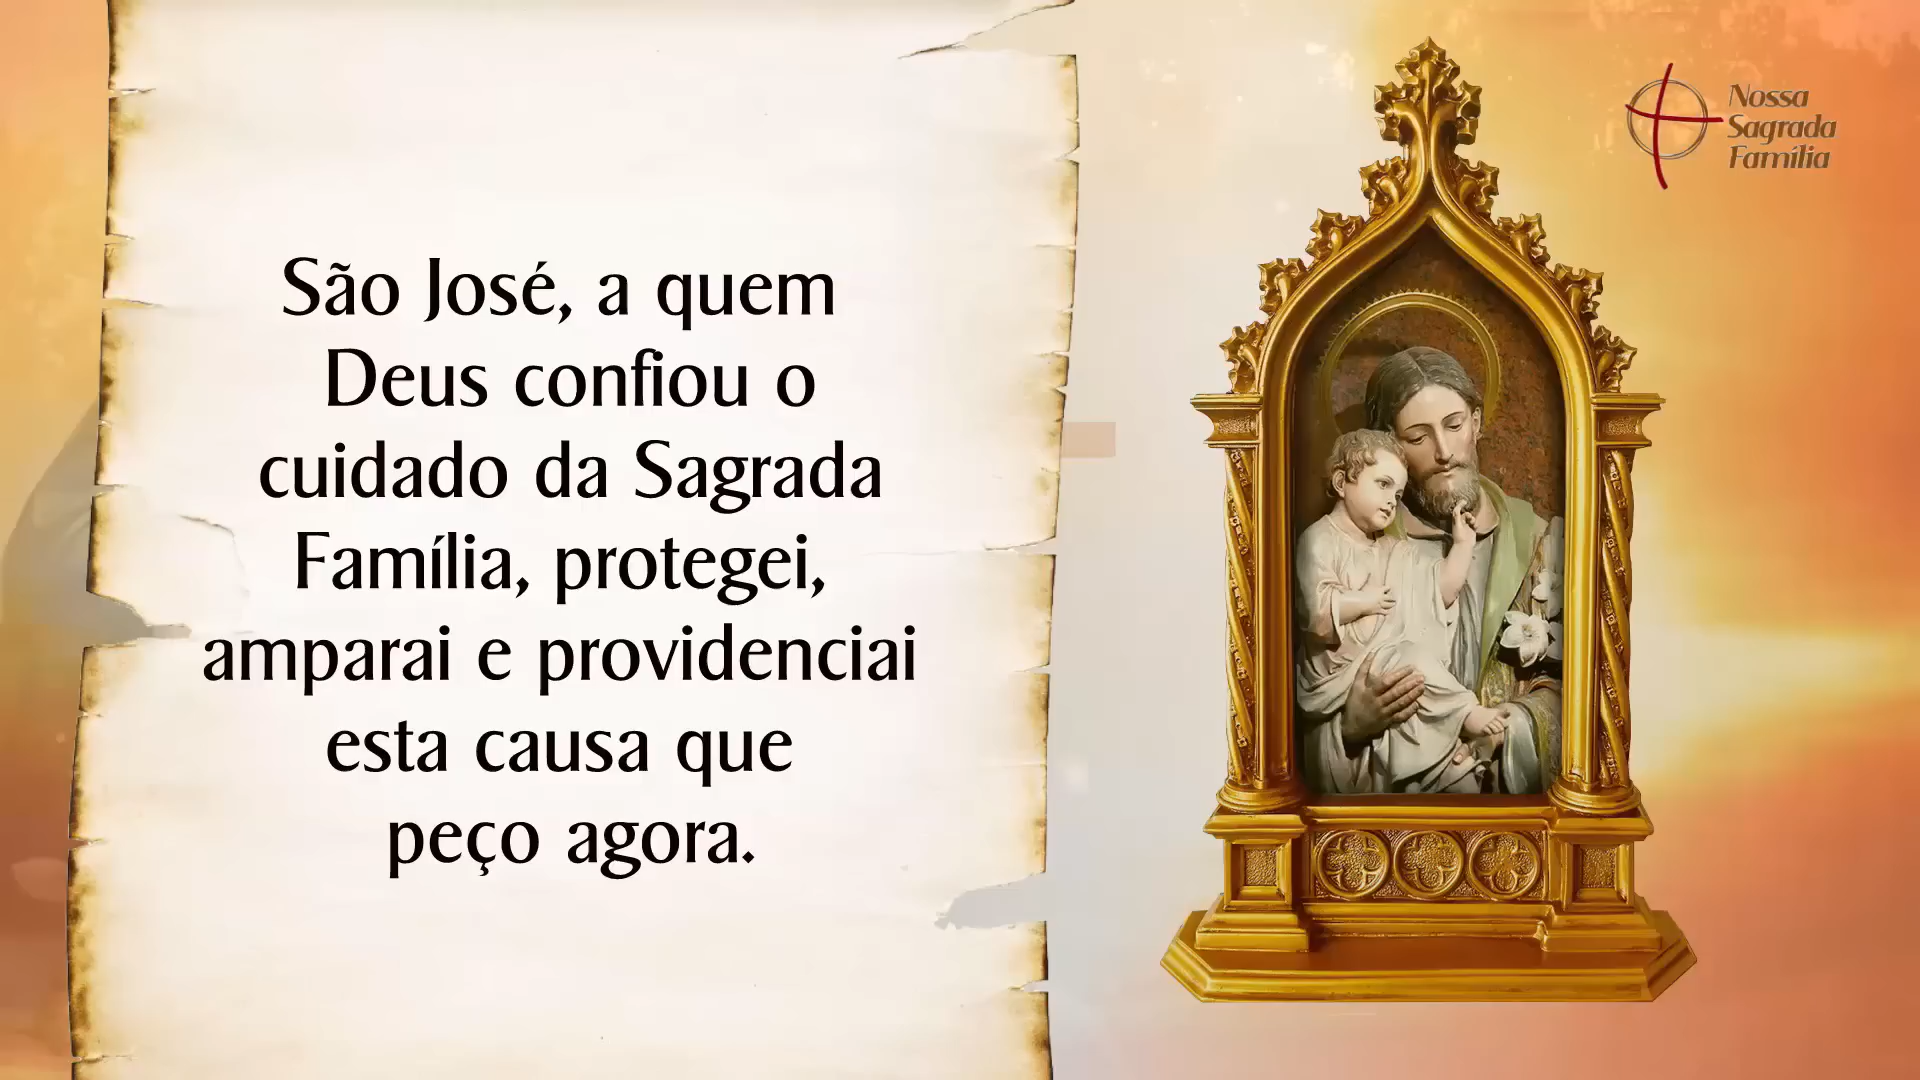 São José, a quem
Deus confiou o
cuidado da Sagrada
Família, protegei,
amparai e providenciai
esta causa que
peço agora.
Nossa
Sagrada
Família